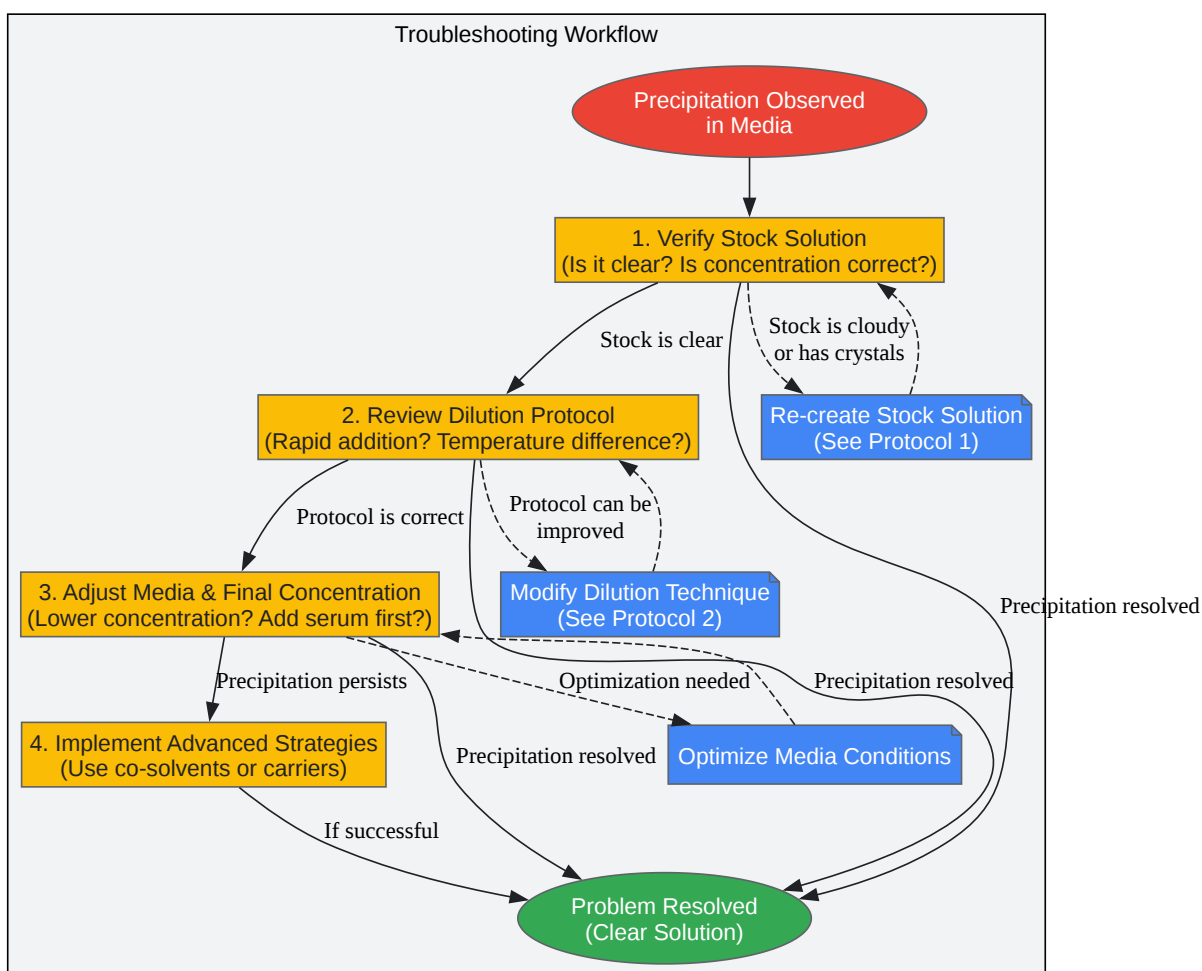 Troubleshooting Workflow
Precipitation Observed
in Media
1. Verify Stock Solution
(Is it clear? Is concentration correct?)
Stock is clear
Stock is cloudy
or has crystals
2. Review Dilution Protocol
(Rapid addition? Temperature difference?)
Re-create Stock Solution
(See Protocol 1)
Protocol is correct
Protocol can be
improved
3. Adjust Media & Final Concentration
(Lower concentration? Add serum first?)
Modify Dilution Technique
(See Protocol 2)
Precipitation resolved
Precipitation persists
Optimization needed
Precipitation resolved
4. Implement Advanced Strategies
(Use co-solvents or carriers)
Precipitation resolved
Optimize Media Conditions
If successful
Problem Resolved
(Clear Solution)